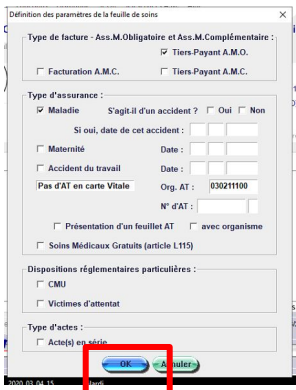 Définition des paramètres de la feuille de soins
Type de facture - Ass.M.Obligatoire et Ass.M.Complémentaire :
Tiers-Payant A.M.O.
Facturation A.M.C. Tiers-Payant A.M.C.
Type d'assurance :
Maladie S'agit-il d'un accident ? Oui Non
Si oui, date de cet accident :
Maternité Date :
Accident du travail Date :
Pas d'AT en carte Vitale Org. AT : 030211100
N° d'AT :
Présentation d'un feuillet AT avec organisme
Soins Médicaux Gratuits (article L115)
Dispositions réglementaires particulières :
CMU
Victimes d'attentat
Type d'actes :
Acte(s) en série
OK Annuler
2020 03 04 15 Mardi